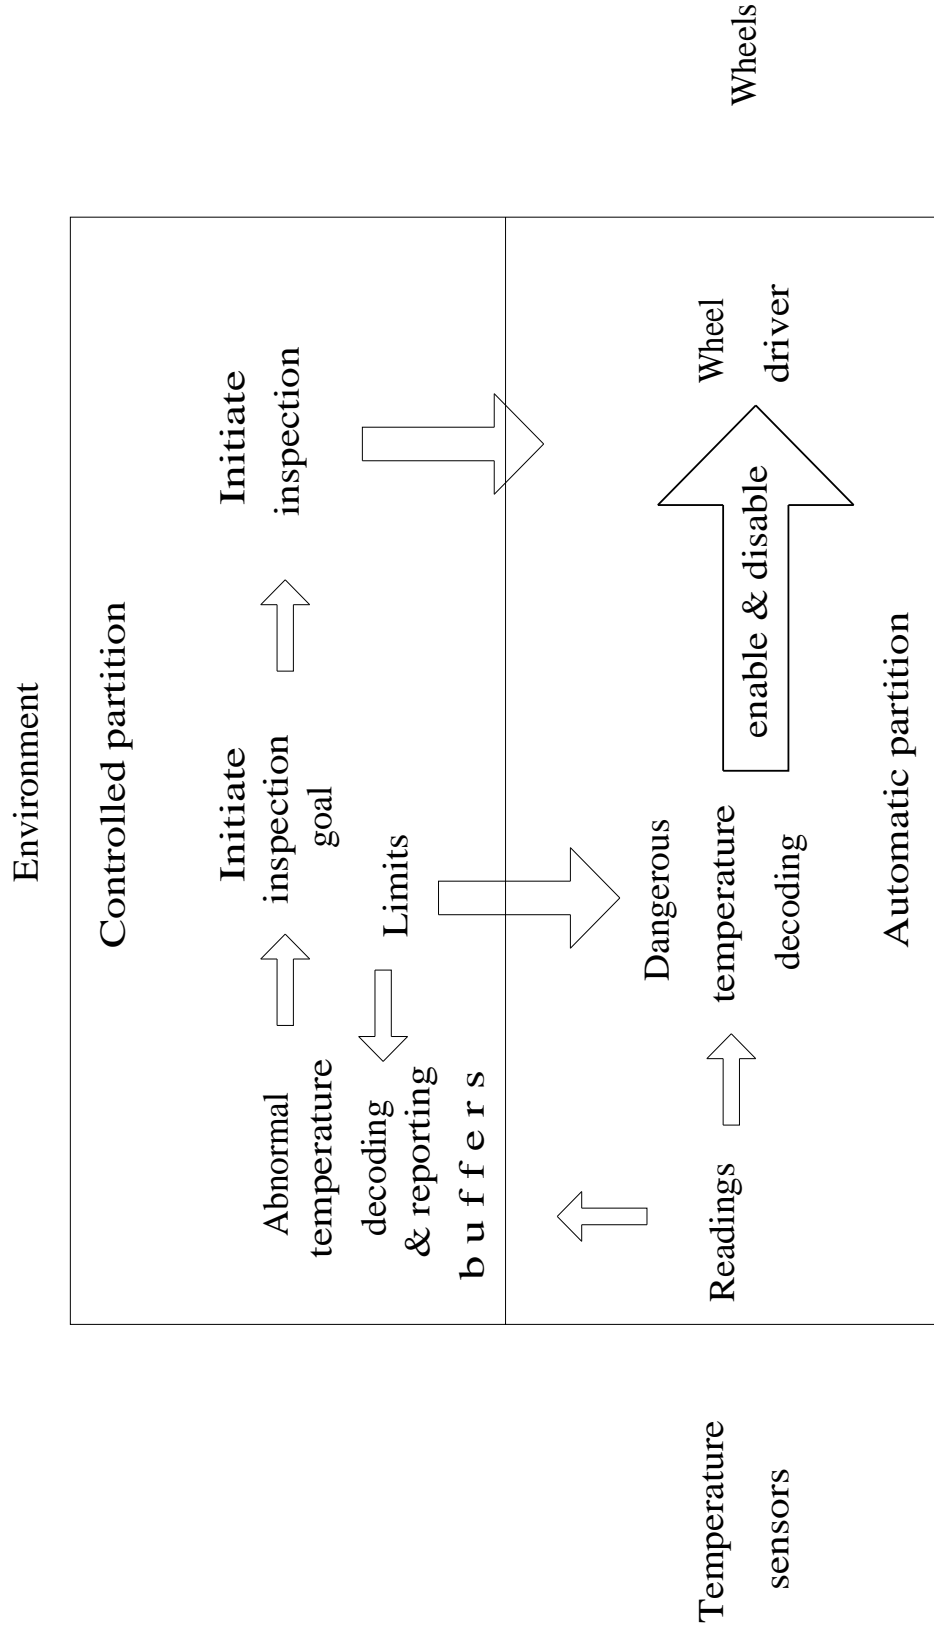 Environment
Controlled partition
Abnormal
temperature
decoding
& reporting
buffers
Initiate
inspection
goal
Limits
Initiate
inspection
Temperature
sensors
Readings
Dangerous
temperature
decoding
enable & disable
Wheel
driver
Wheels
Automatic partition